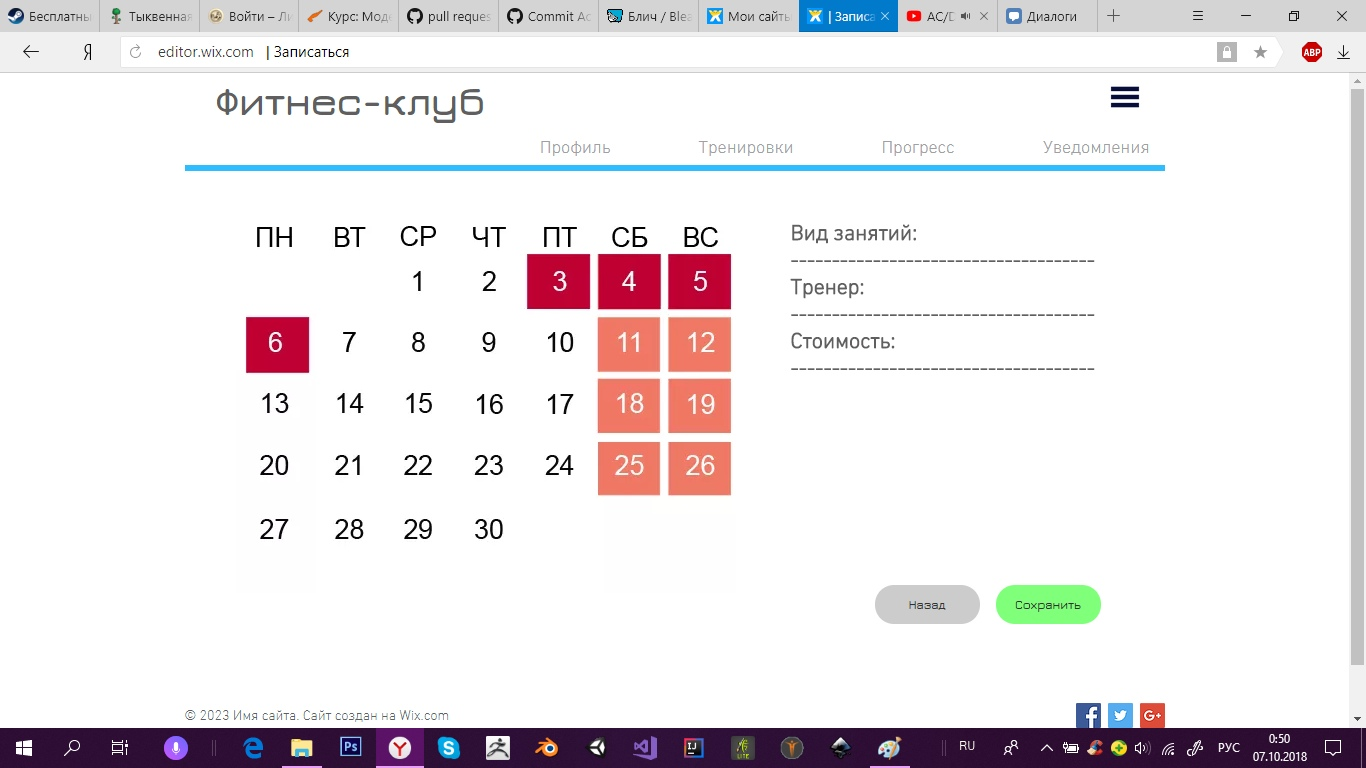 Бесплатны
Тыквенная
Войти – Ли
Курс: Моде
pull reques
Commit Ac
Блич / Blea
Мои сайты
| Записа
AC/D
Диалоги
Я
editor.wix.com | Записаться
ABP
Фитнес-клуб
Профиль Тренировки Прогресс Уведомления
ПН ВТ СР ЧТ ПТ СБ ВС
1 2 3 4 5
6 7 8 9 10 11 12
13 14 15 16 17 18 19
20 21 22 23 24 25 26
27 28 29 30
Вид занятий:
-------------------------------------
Тренер:
-------------------------------------
Стоимость:
-------------------------------------
Назад Сохранить
© 2023 Имя сайта. Сайт создан на Wix.com
f G+
Ps Y S IJ LITE
RU
РУС
0:50
07.10.2018